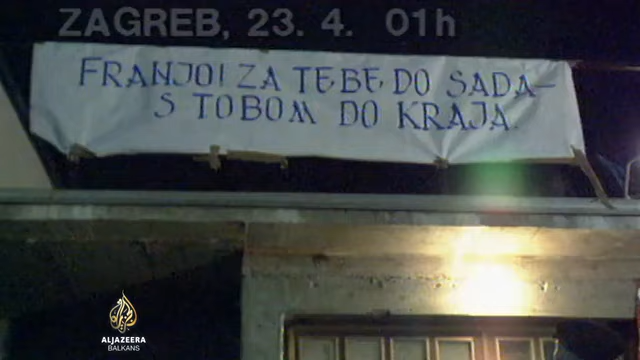 ZAGREB, 23. 4. 01h
FRANJO! ZA TEBE DO SADA-
S TOBOM DO KRAJA.
ALJAZEERA
BALKANS